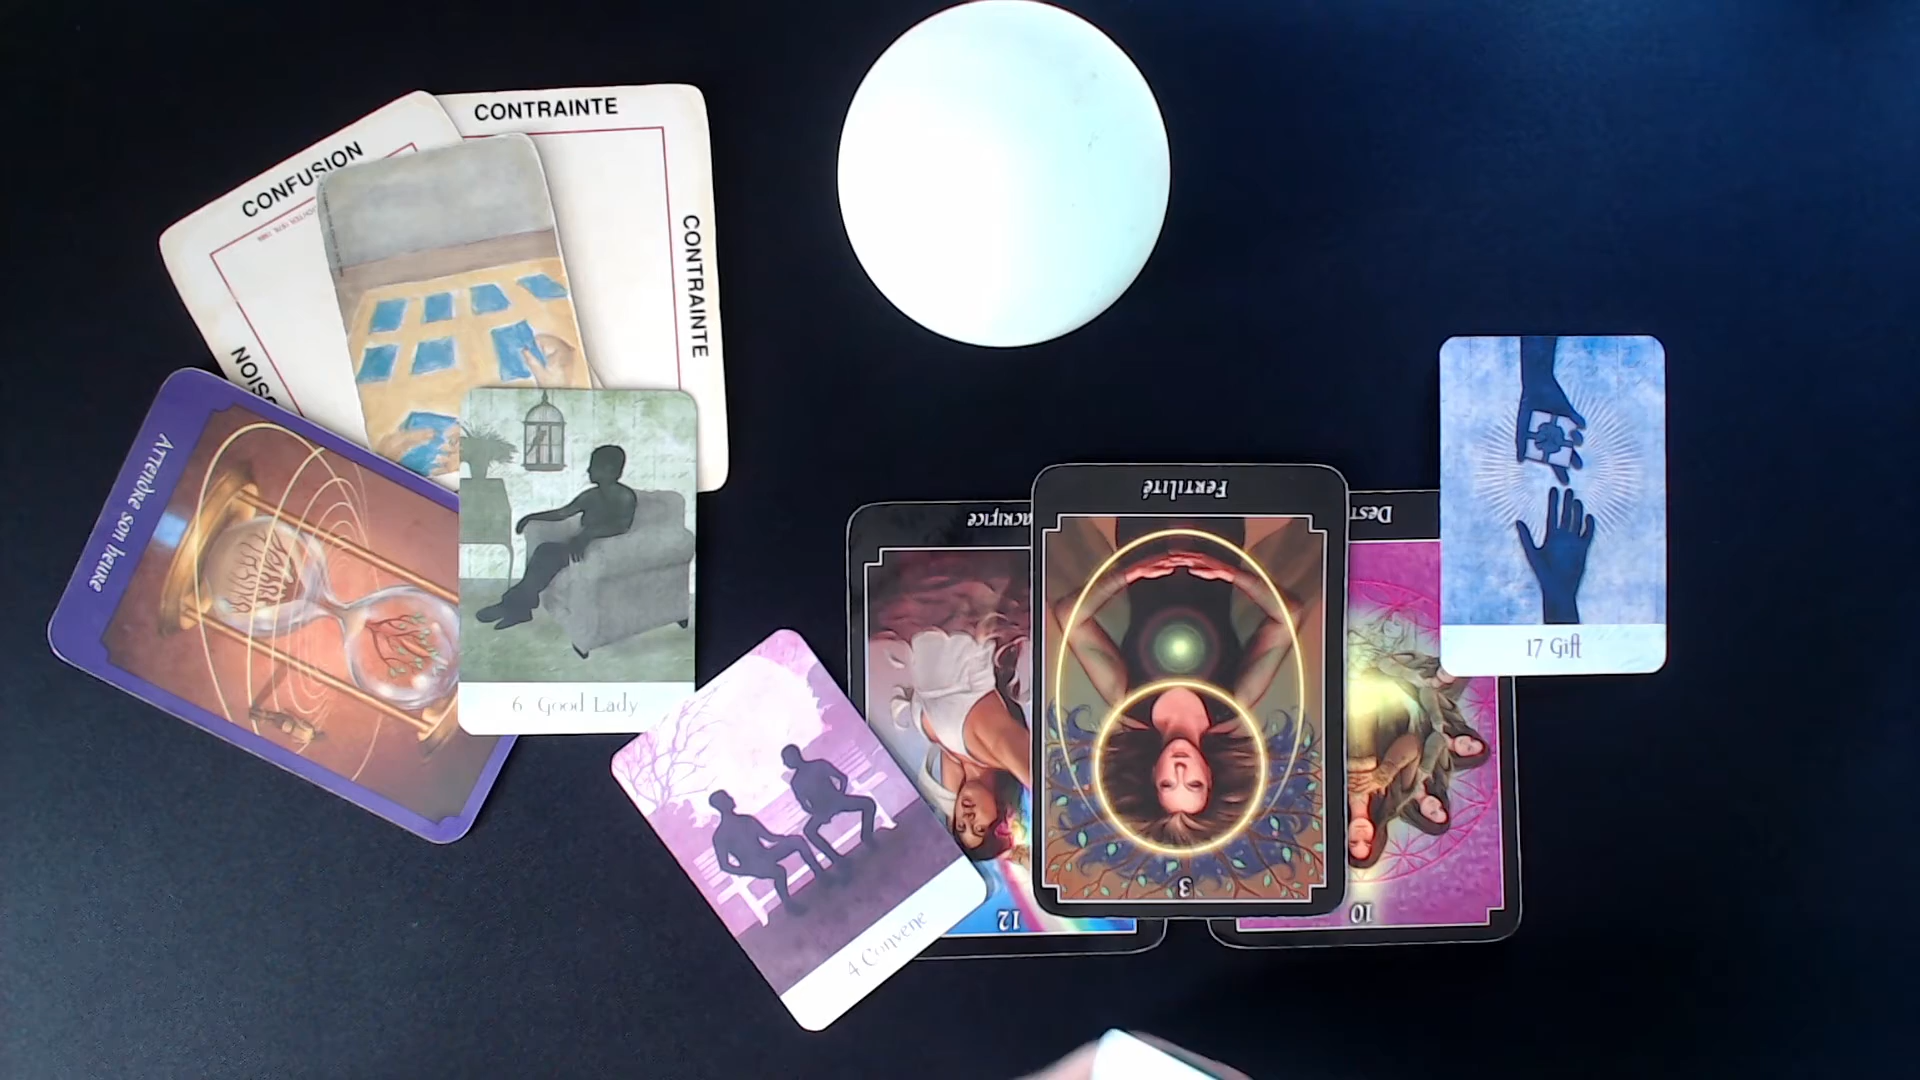 CONTRAINTE
CONTRAINTE
CONFUSION
Attendre son heure
6 Good Lady
4 Convene
12
Fertilité
3
10
17 Gift